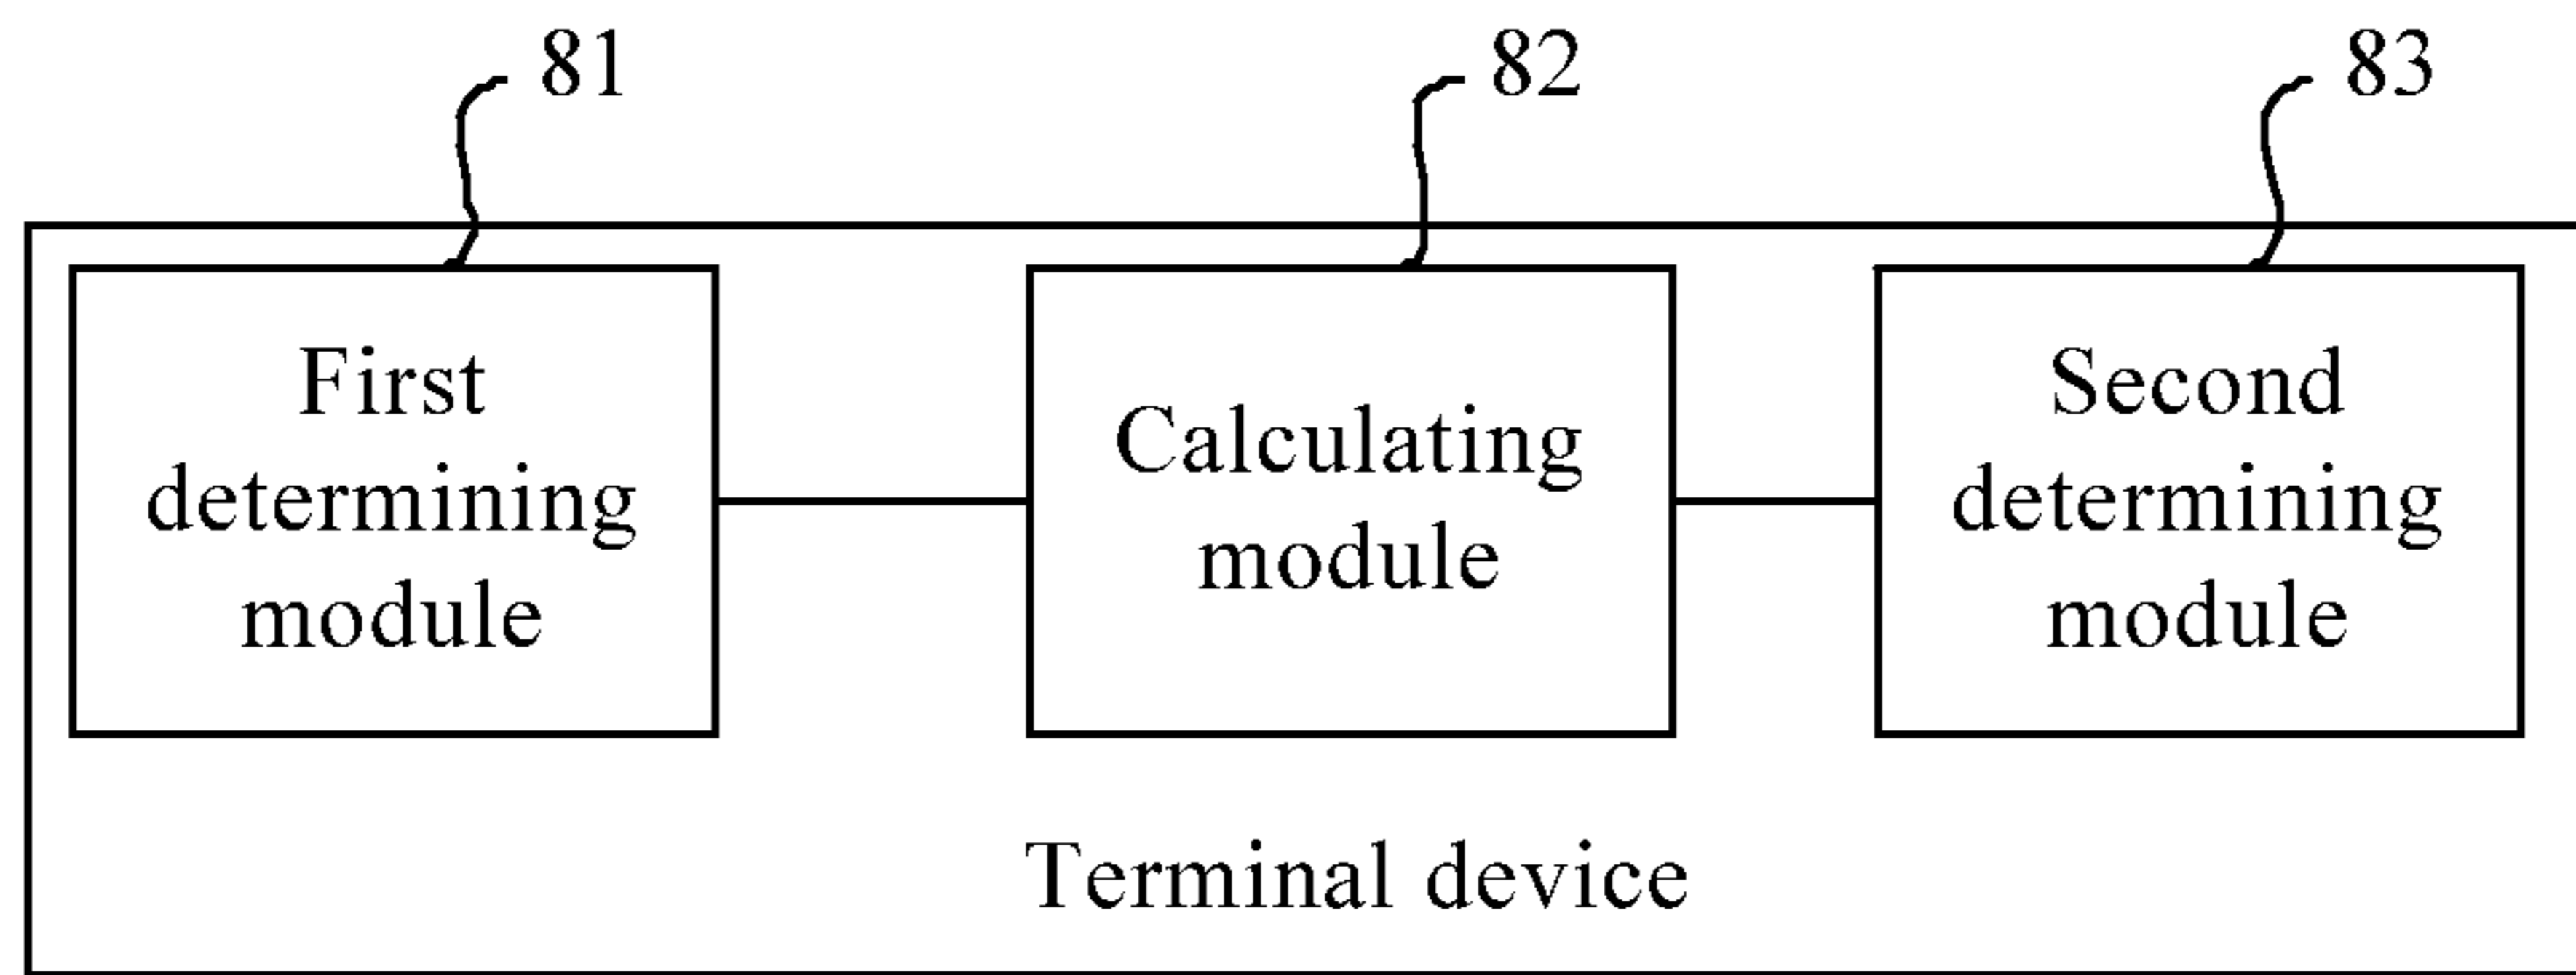 81
82
83
First
determining
module
Calculating
module
Second
determining
module
Terminal device